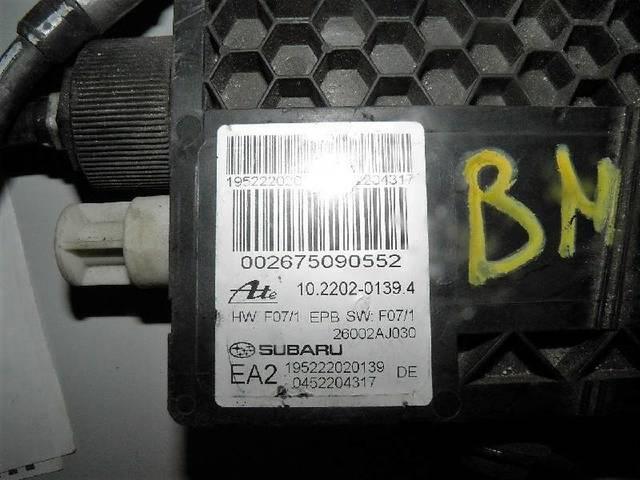 002675090552
Ate 10.2202-0139.4
HW F07/1 EPB SW: F07/1
26002AJ030
SUBARU
EA2 195222020139 DE
0452204317
BM